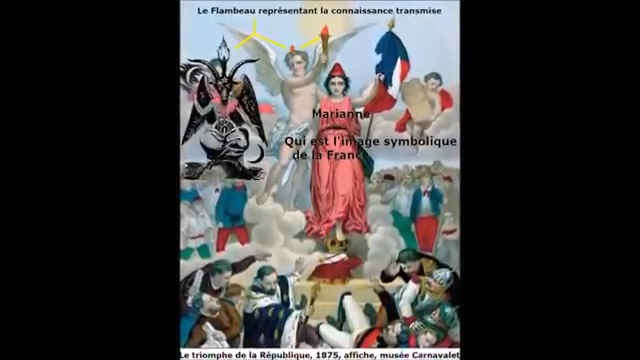 Le Flambeau représentant la connaissance transmise
Marianne
Qui est l'image symbolique
de la France
Le triomphe de la République, 1875, affiche, musée Carnavalet